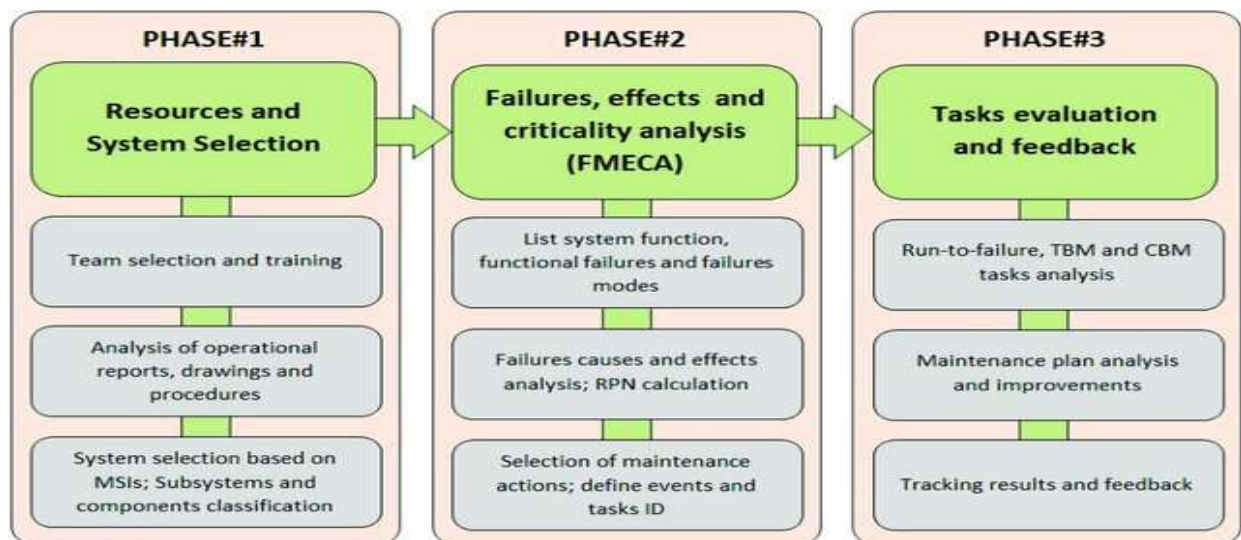 PHASE#1
Resources and
System Selection
Team selection and training
Analysis of operational
reports, drawings and
procedures
System selection based on
MSIs; Subsystems and
components classification
PHASE#2
Failures, effects and
criticality analysis
(FMECA)
List system function,
functional failures and failures
modes
Failures causes and effects
analysis; RPN calculation
Selection of maintenance
actions; define events and
tasks ID
PHASE#3
Tasks evaluation
and feedback
Run-to-failure, TBM and CBM
tasks analysis
Maintenance plan analysis
and improvements
Tracking results and feedback